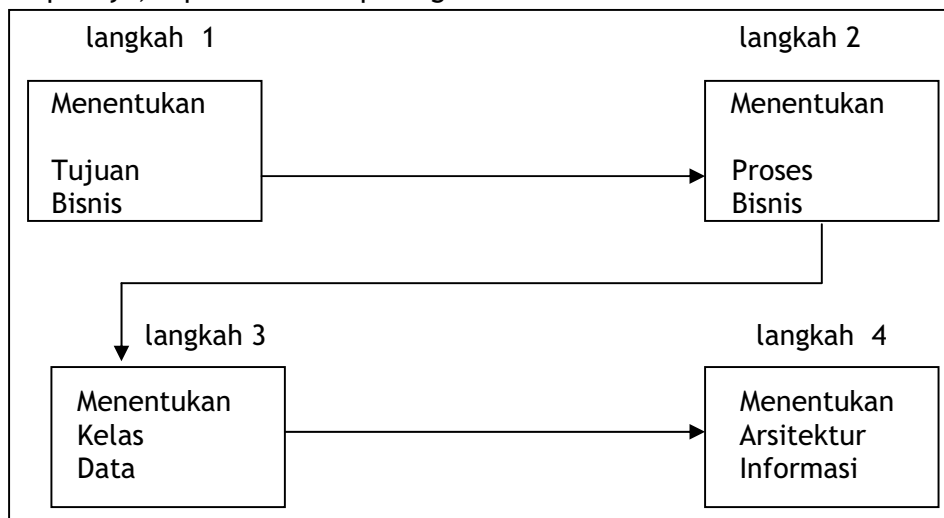 langkah 1
Menentukan
Tujuan
Bisnis
langkah 2
Menentukan
Proses
Bisnis
langkah 3
Menentukan
Kelas
Data
langkah 4
Menentukan
Arsitektur
Informasi